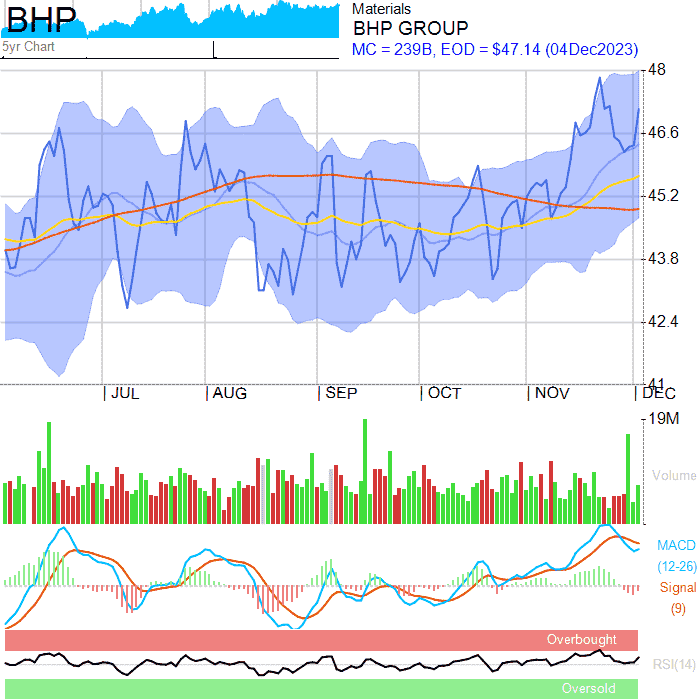 BHP
5yr Chart
Materials
BHP GROUP
MC = 239B, EOD = $47.14 (04Dec2023)
48
46.6
45.2
43.8
42.4
41
JUL AUG SEP OCT NOV DEC
19M
Volume
MACD
(12-26)
Signal
(9)
Overbought
RSI(14)
Oversold